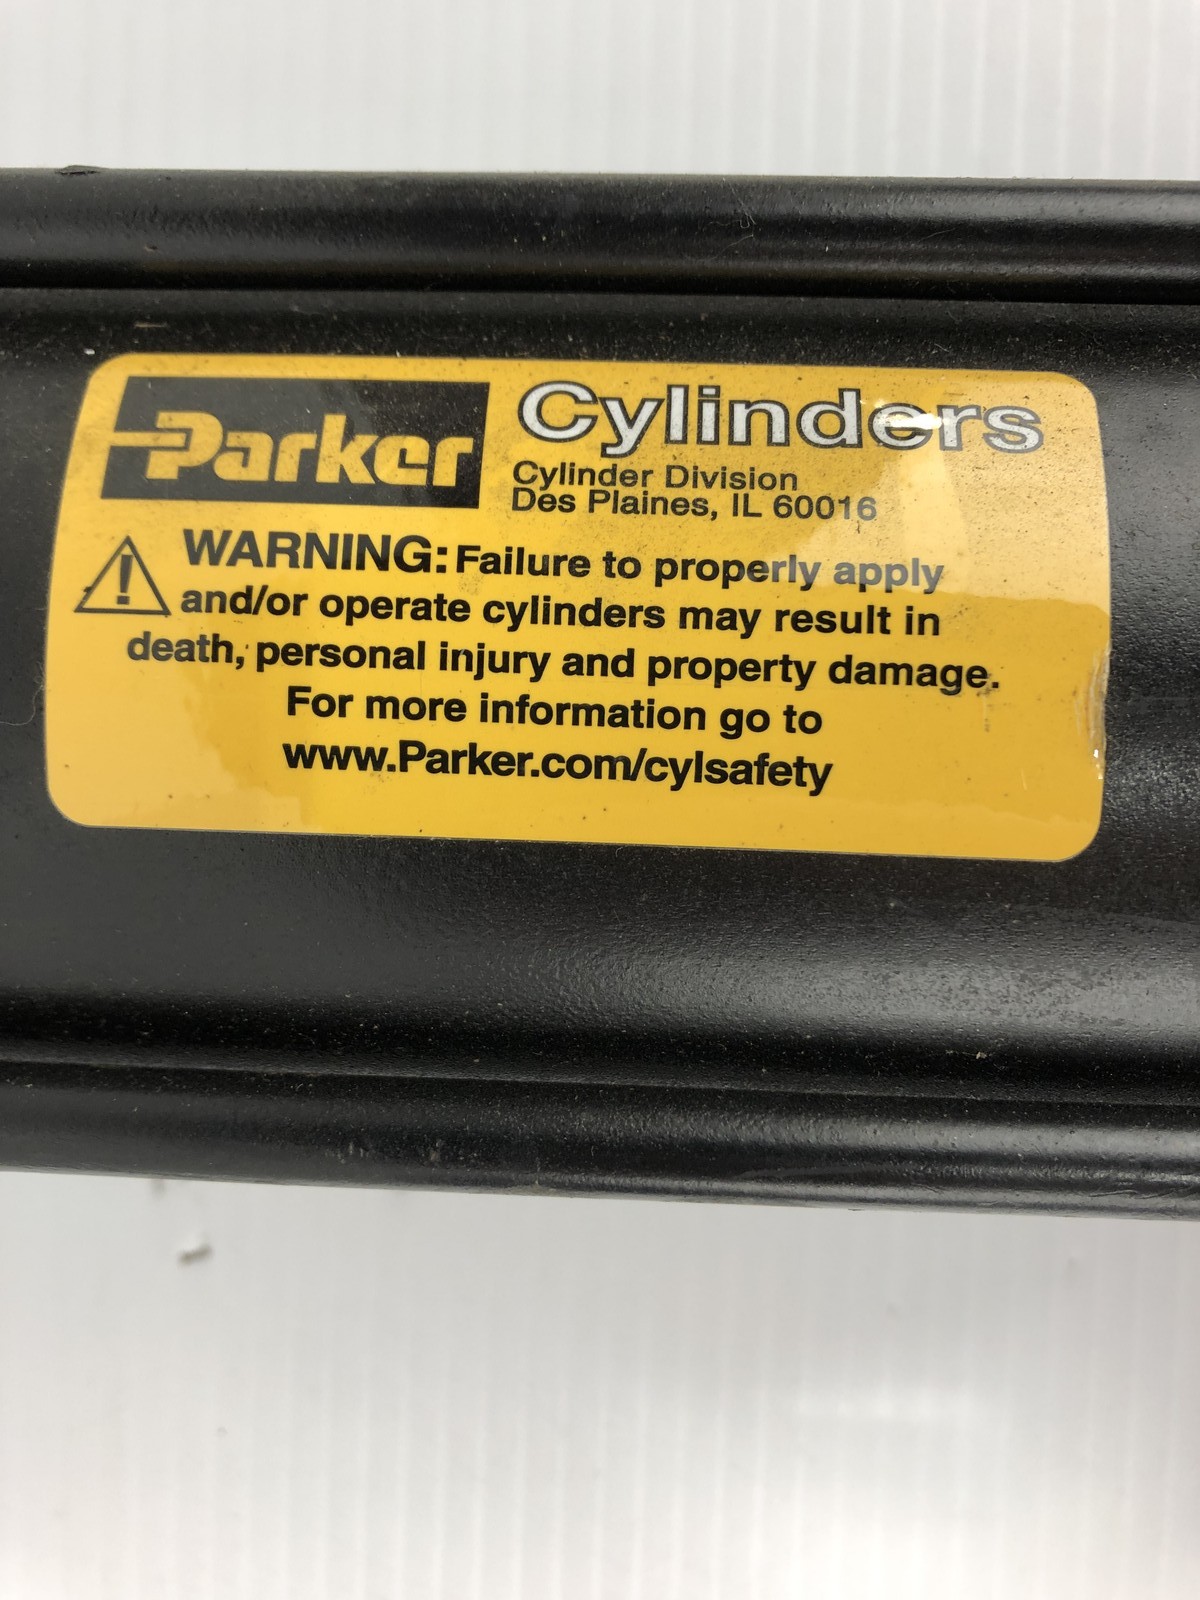 Parker
Cylinders
Cylinder Division
Des Plaines, IL 60016
WARNING: Failure to properly apply
and/or operate cylinders may result in
death, personal injury and property damage.
For more information go to
www.Parker.com/cylsafety